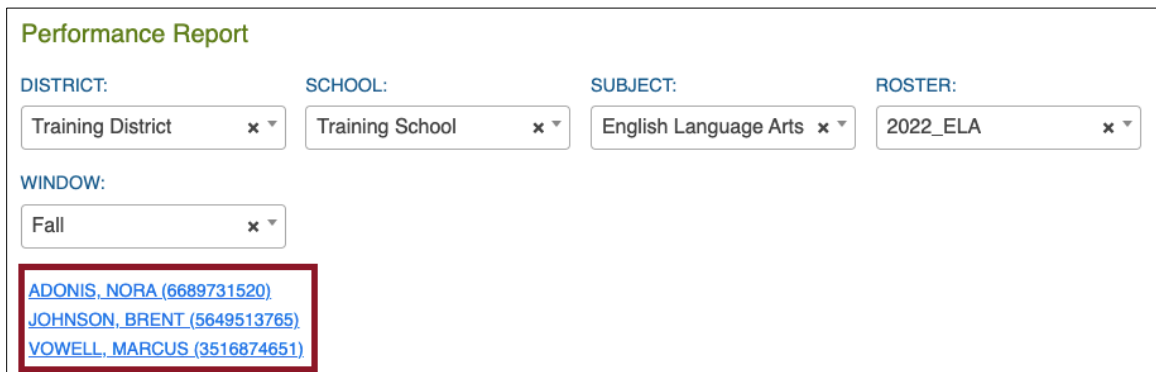 Performance Report
DISTRICT: SCHOOL: SUBJECT: ROSTER:
Training District × Training School × English Language Arts × 2022_ELA ×
WINDOW:
Fall ×
ADONIS, NORA (6689731520)
JOHNSON, BRENT (5649513765)
VOWELL, MARCUS (3516874651)